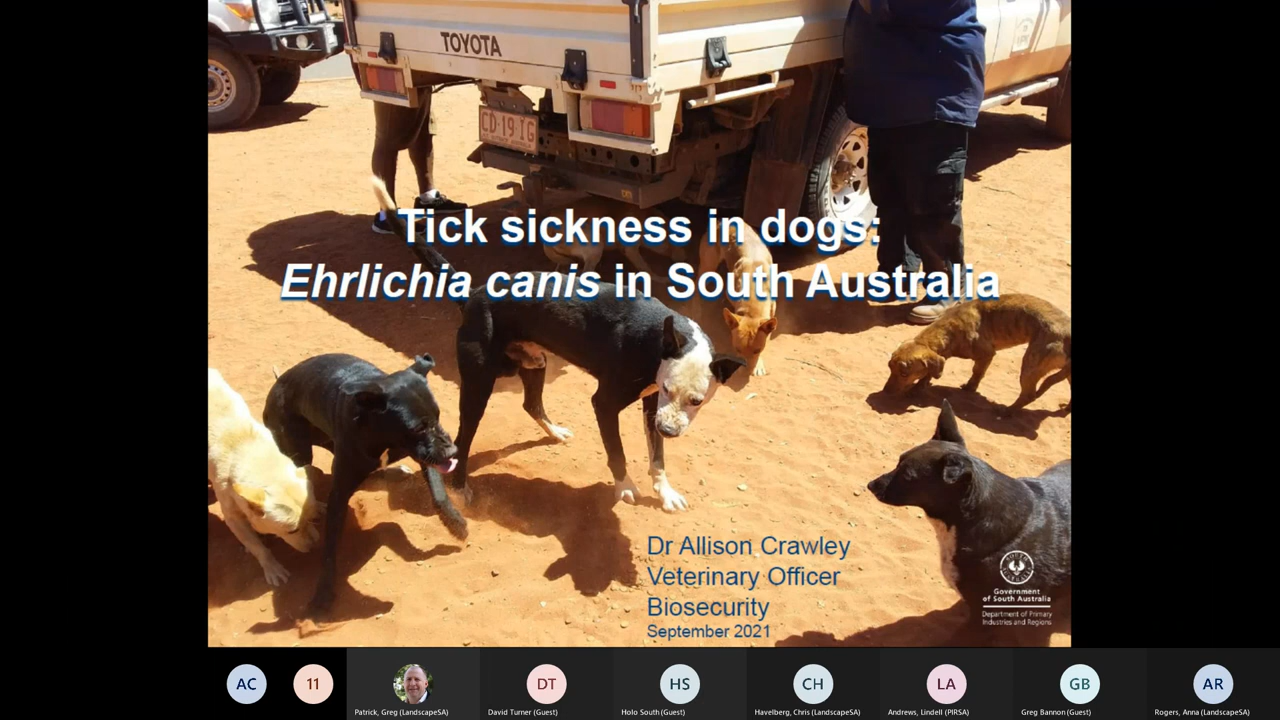 TOYOTA
CD·19 IG
Tick sickness in dogs:
Ehrlichia canis in South Australia
Dr Allison Crawley
Veterinary Officer
Biosecurity
September 2021
Government
of South Australia
Department of Primary
Industries and Regions
AC
11
DT
HS
CH
LA
GB
AR
Patrick, Greg (LandscapeSA)
David Turner (Guest)
Holo South (Guest)
Havelberg, Chris (LandscapeSA)
Andrews, Lindell (PIRSA)
Greg Bannon (Guest)
Rogers, Anna (LandscapeSA)